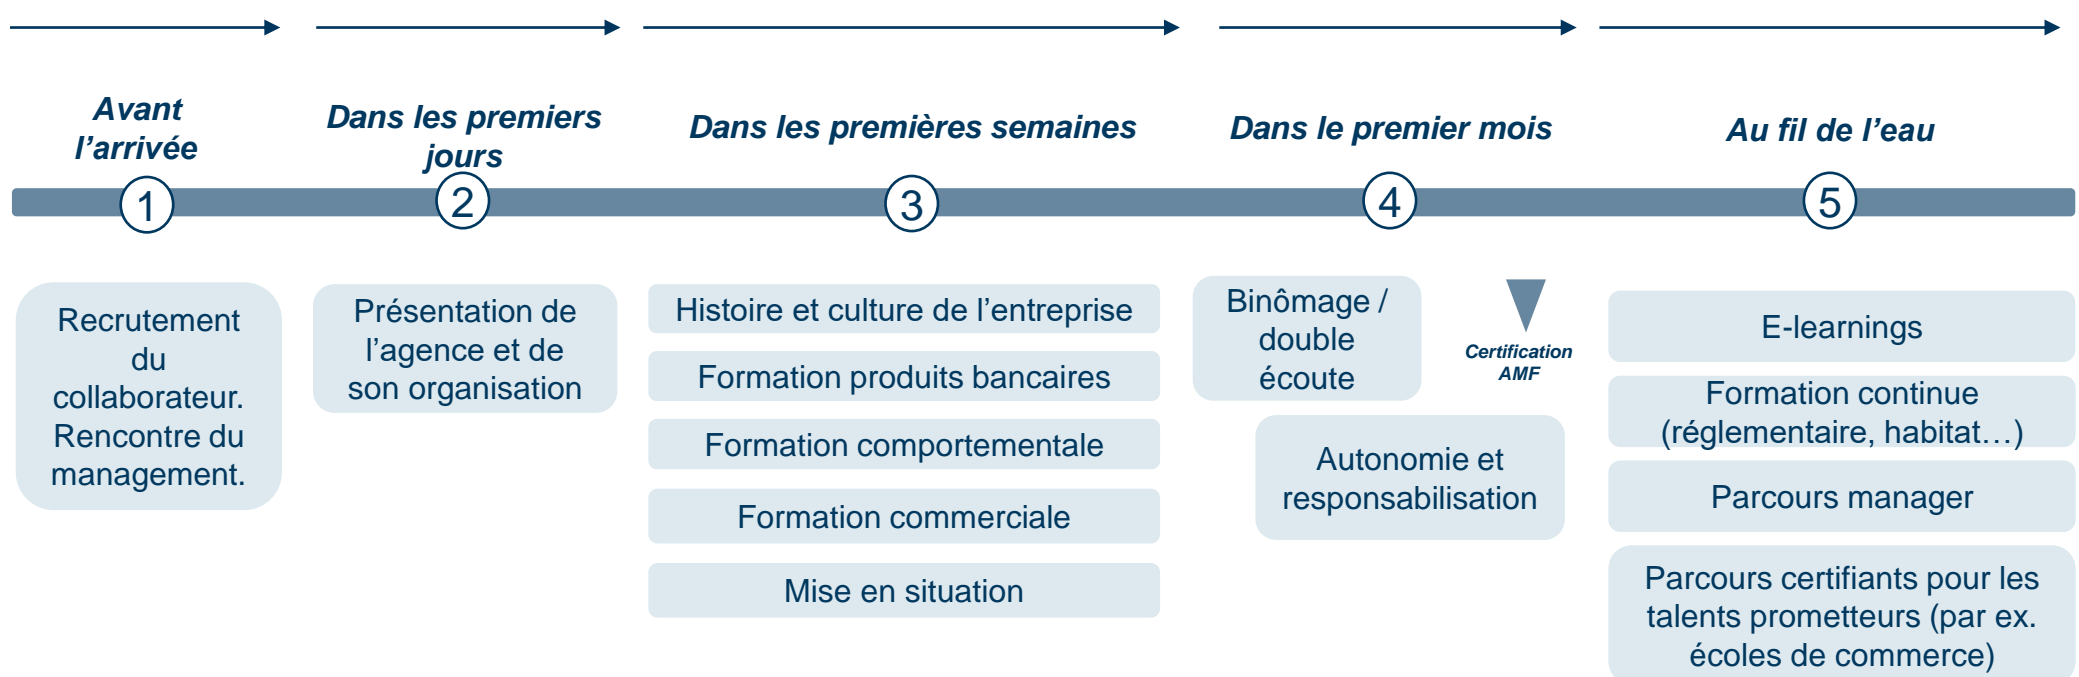 Avant
l’arrivée
Dans les premiers
jours
Dans les premières semaines
Dans le premier mois
Au fil de l’eau
1
2
3
4
5
Recrutement
du
collaborateur.
Rencontre du
management.
Présentation de
l’agence et de
son organisation
Histoire et culture de l’entreprise
Formation produits bancaires
Formation comportementale
Formation commerciale
Mise en situation
Binômage /
double
écoute
Certification
AMF
Autonomie et
responsabilisation
E-learnings
Formation continue
(réglementaire, habitat…)
Parcours manager
Parcours certifiants pour les
talents prometteurs (par ex.
écoles de commerce)